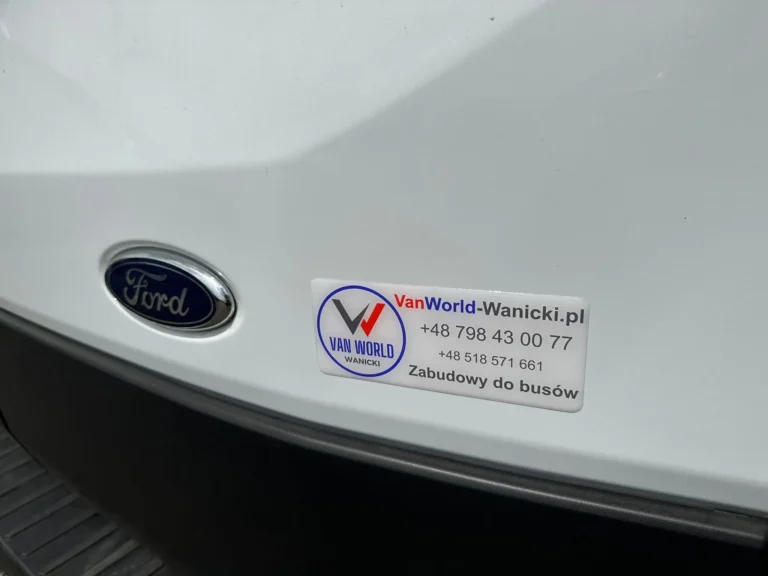 Ford
VanWorld-Wanicki.pl
+48 798 43 00 77
+48 518 571 661
Zabudowy do busów
VAN WORLD
WANICKI